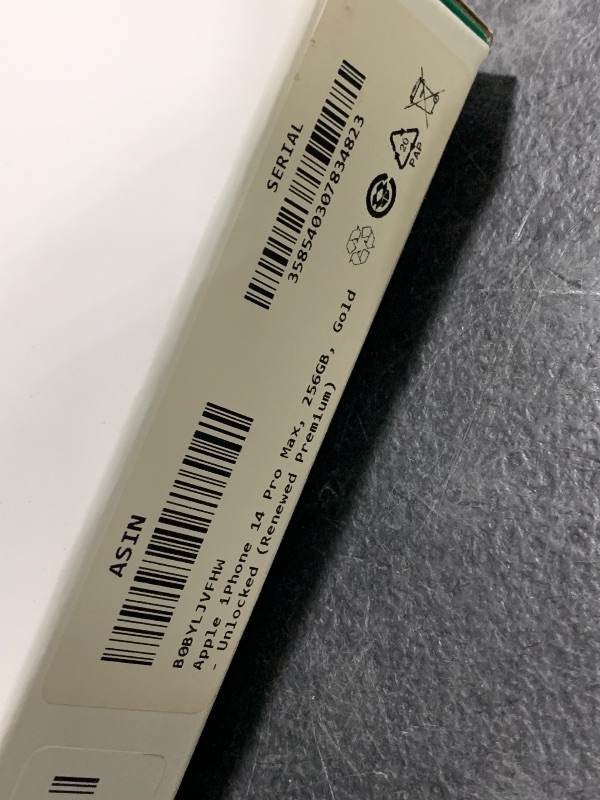 SERIAL
358540307834823
20
PAP
ASIN
B0BYLJVFHW
Apple iPhone 14 Pro Max, 256GB, Gold
- Unlocked (Renewed Premium)